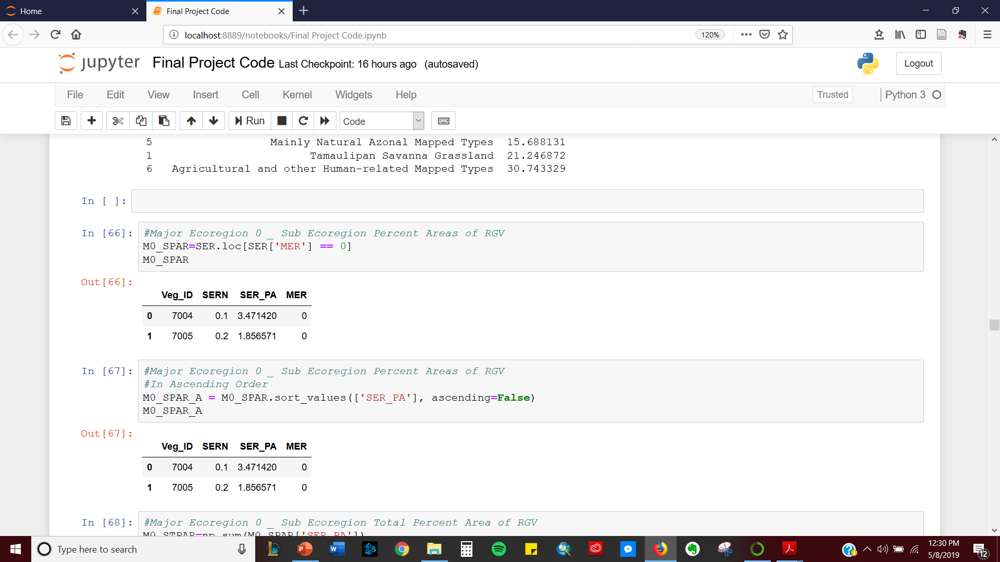 Home
Final Project Code
localhost:8889/notebooks/Final Project Code.ipynb
120%
jupyter Final Project Code Last Checkpoint: 16 hours ago (autosaved)
Logout
File Edit View Insert Cell Kernel Widgets Help
Trusted
Python 3
Run
Code
5 Mainly Natural Azonal Mapped Types 15.688131
1 Tamaulipan Savanna Grassland 21.246872
6 Agricultural and other Human-related Mapped Types 30.743329
In [ ]:
In [66]: #Major Ecoregion 0 _ Sub Ecoregion Percent Areas of RGV
M0_SPAR=SER.loc[SER['MER'] == 0]
M0_SPAR
Out[66]:
Veg_ID SERN SER_PA MER
0 7004 0.1 3.471420 0
1 7005 0.2 1.856571 0
In [67]: #Major Ecoregion 0 _ Sub Ecoregion Percent Areas of RGV
#In Ascending Order
M0_SPAR_A = M0_SPAR.sort_values(['SER_PA'], ascending=False)
M0_SPAR_A
Out[67]:
Veg_ID SERN SER_PA MER
0 7004 0.1 3.471420 0
1 7005 0.2 1.856571 0
In [68]: #Major Ecoregion 0 _ Sub Ecoregion Total Percent Area of RGV
M0_STPAR=np.sum(M0_SPAR['SER_PA'])
Type here to search
12:30 PM
5/8/2019
12